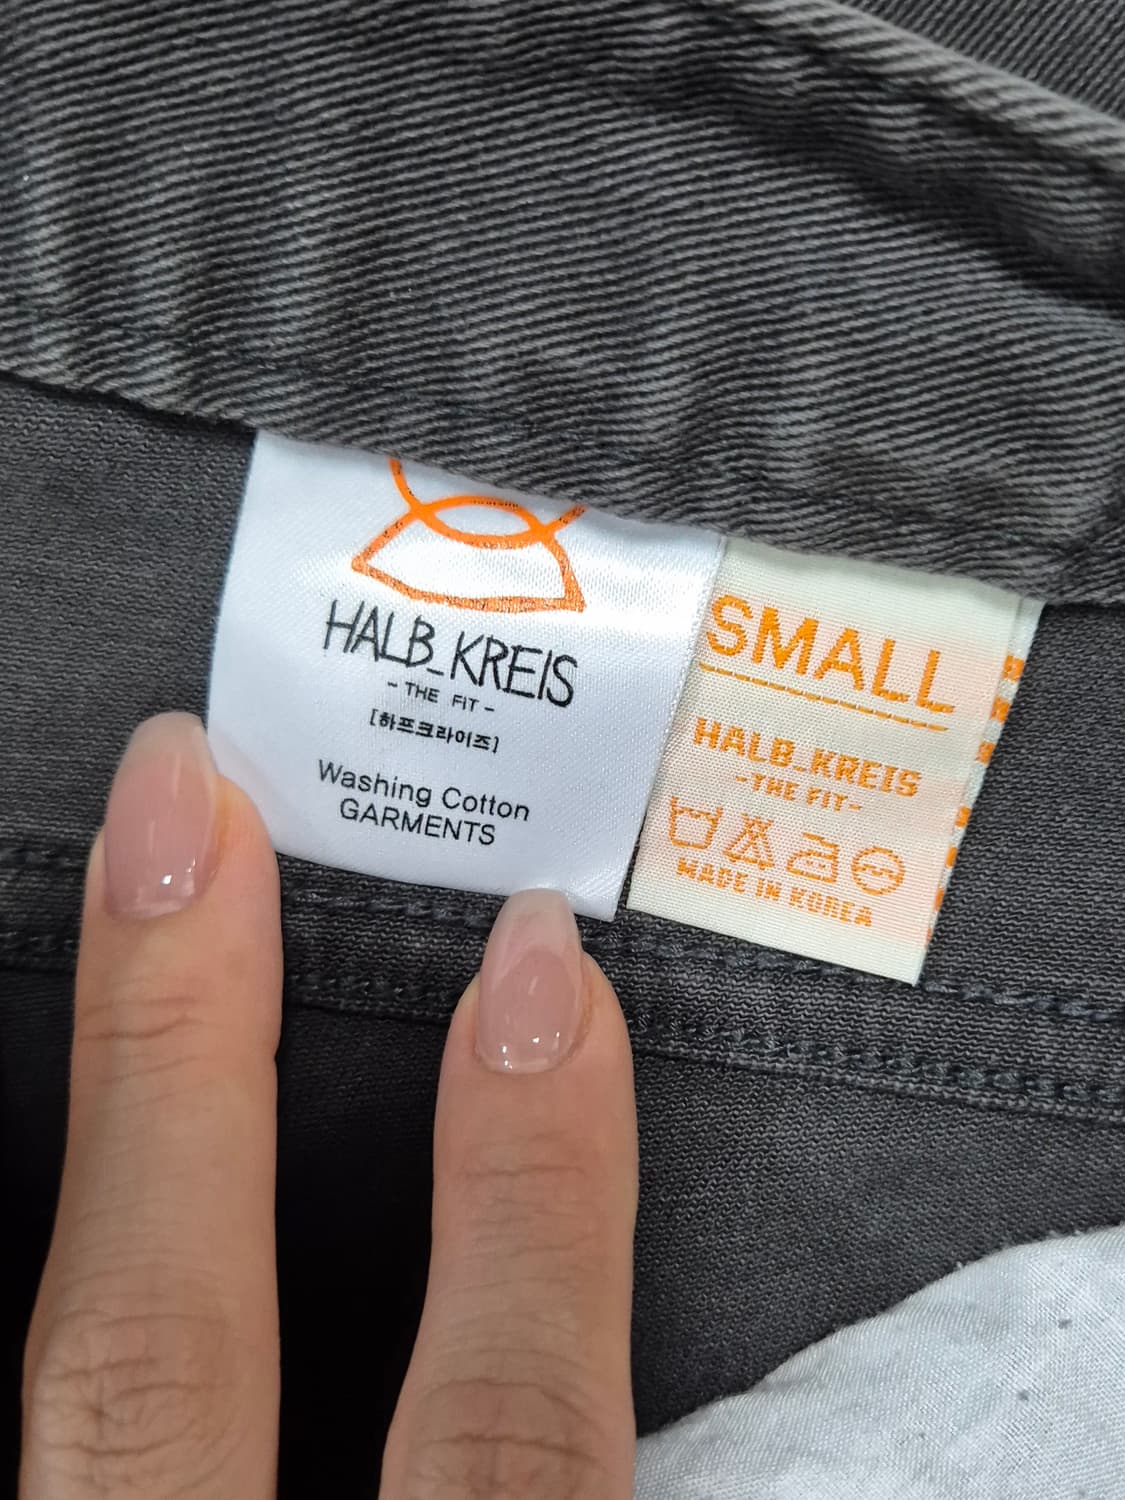 HALB_KREIS
- THE FIT -
[하프크라이즈]
Washing Cotton
GARMENTS
SMALL
HALB_KREIS
-THE FIT-
MADE IN KOREA